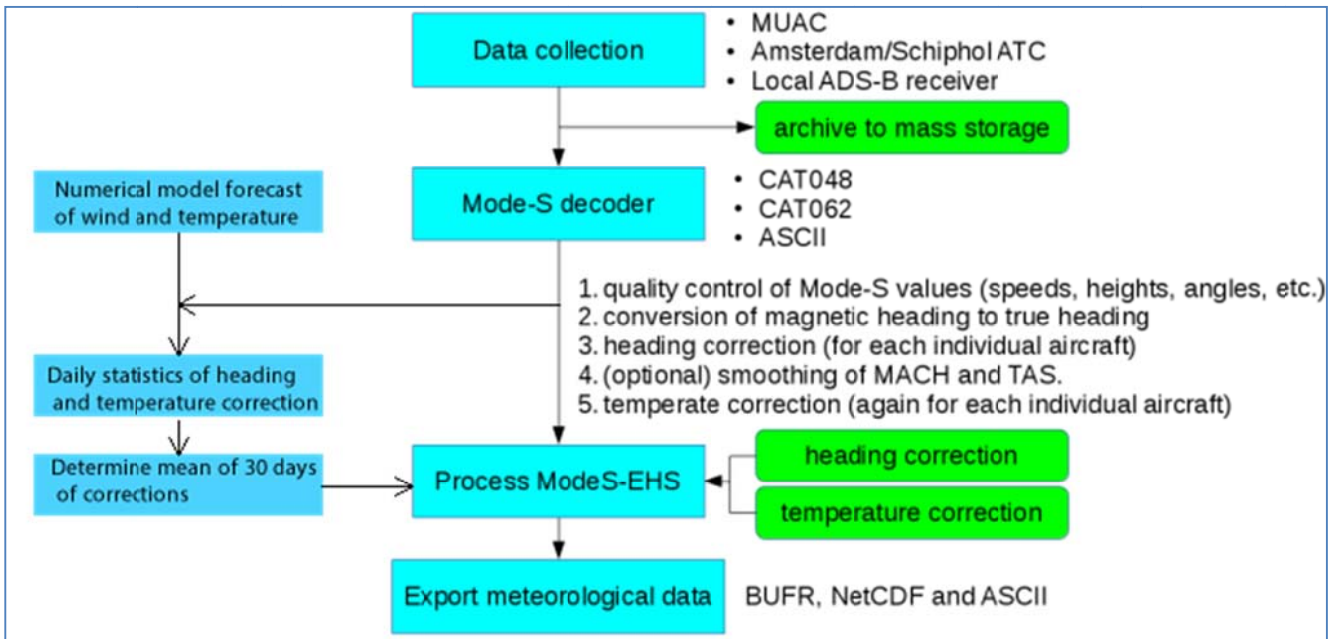 Data collection
• MUAC
• Amsterdam/Schiphol ATC
• Local ADS-B receiver
archive to mass storage
Numerical model forecast
of wind and temperature
Mode-S decoder
• CAT048
• CAT062
• ASCII
1. quality control of Mode-S values (speeds, heights, angles, etc.)
2. conversion of magnetic heading to true heading
3. heading correction (for each individual aircraft)
4. (optional) smoothing of MACH and TAS.
5. temperate correction (again for each individual aircraft)
Daily statistics of heading
and temperature correction
Determine mean of 30 days
of corrections
Process ModeS-EHS
heading correction
temperature correction
Export meteorological data
BUFR, NetCDF and ASCII